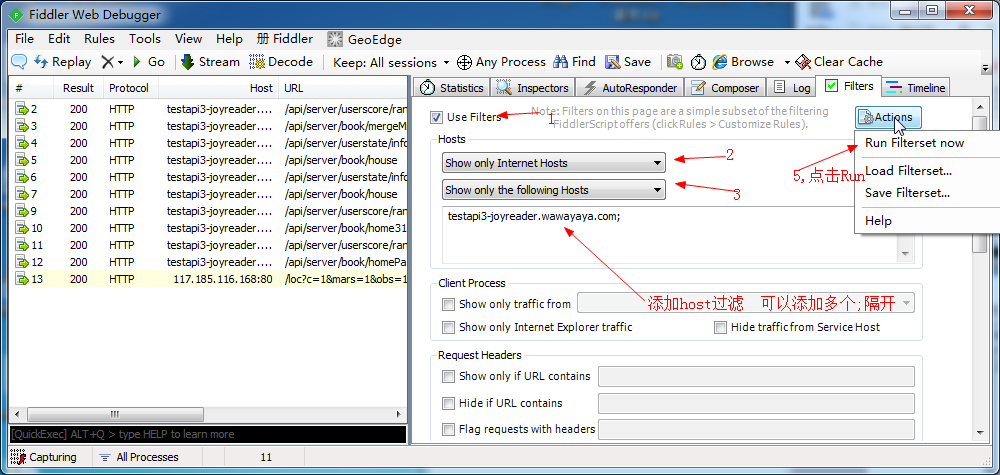 Fiddler Web Debugger
File Edit Rules Tools View Help 册 Fiddler GeoEdge
Replay Go Stream Decode Keep: All sessions Any Process Find Save Browse Clear Cache
# Result Protocol Host URL
2 200 HTTP testapi3-joyreader.... /api/server/userscore/ran
3 200 HTTP testapi3-joyreader.... /api/server/book/mergeM
4 200 HTTP testapi3-joyreader.... /api/server/userstate/info
5 200 HTTP testapi3-joyreader.... /api/server/book/house
6 200 HTTP testapi3-joyreader.... /api/server/userstate/info
7 200 HTTP testapi3-joyreader.... /api/server/book/house
9 200 HTTP testapi3-joyreader.... /api/server/userscore/ran
10 200 HTTP testapi3-joyreader.... /api/server/book/home31
11 200 HTTP testapi3-joyreader.... /api/server/userscore/ran
12 200 HTTP testapi3-joyreader.... /api/server/book/homePa
13 200 HTTP 117.185.116.168:80 /loc?c=1&mars=1&obs=1
[QuickExec] ALT+Q > type HELP to learn more
Capturing All Processes 11
Statistics Inspectors AutoResponder Composer Log Filters Timeline
Use Filters
1
Note: Filters on this page are a simple subset of the filtering
FiddlerScript offers (click Rules > Customize Rules).
Actions
Run Filterset now
Load Filterset...
Save Filterset...
Help
5,点击Run
Hosts
Show only Internet Hosts
2
Show only the following Hosts
3
testapi3-joyreader.wawayaya.com;
添加host过滤 可以添加多个;隔开
Client Process
Show only traffic from
Show only Internet Explorer traffic Hide traffic from Service Host
Request Headers
Show only if URL contains
Hide if URL contains
Flag requests with headers